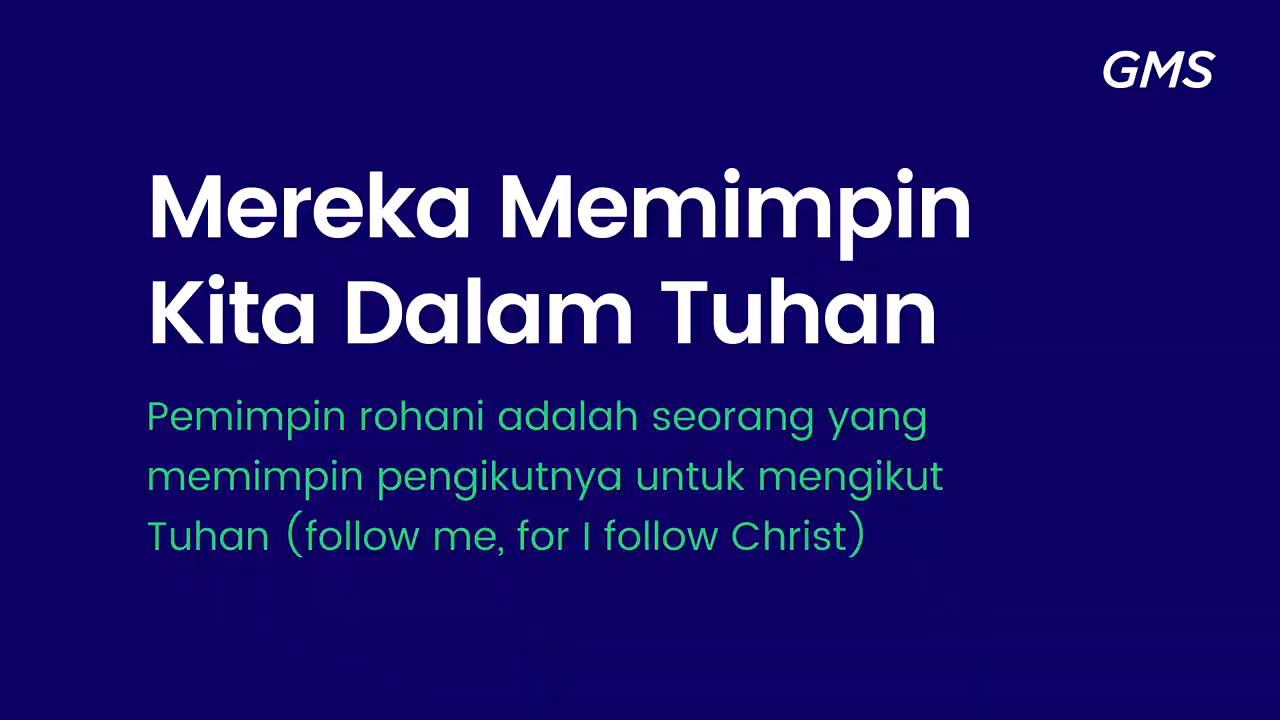 GMS
Mereka Memimpin
Kita Dalam Tuhan
Pemimpin rohani adalah seorang yang
memimpin pengikutnya untuk mengikut
Tuhan (follow me, for I follow Christ)